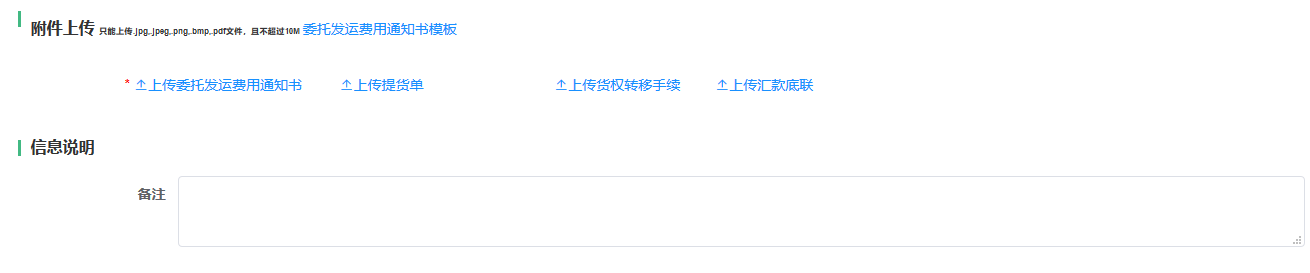 附件上传 只能上传.jpg,.jpeg,.png,.bmp,.pdf文件，且不超过10M 委托发运费用通知书模板
* 上传委托发运费用通知书 上传提货单 上传货权转移手续 上传汇款底联
信息说明
备注